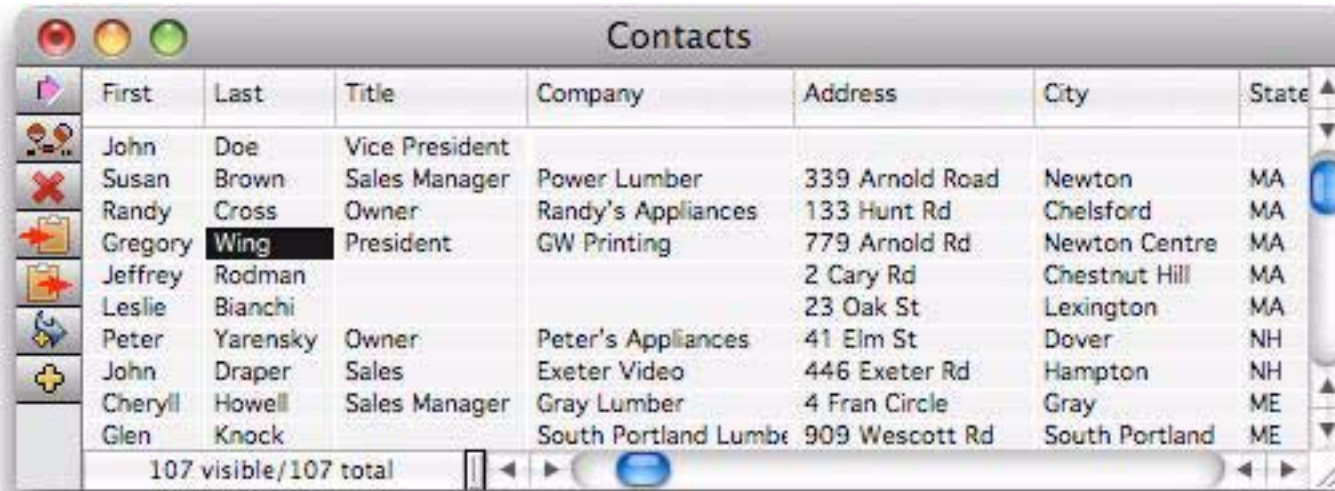 Contacts
First Last Title Company Address City State
John Doe Vice President
Susan Brown Sales Manager Power Lumber 339 Arnold Road Newton MA
Randy Cross Owner Randy's Appliances 133 Hunt Rd Chelsford MA
Gregory Wing President GW Printing 779 Arnold Rd Newton Centre MA
Jeffrey Rodman 2 Cary Rd Chestnut Hill MA
Leslie Bianchi 23 Oak St Lexington MA
Peter Yarensky Owner Peter's Appliances 41 Elm St Dover NH
John Draper Sales Exeter Video 446 Exeter Rd Hampton NH
Cheryll Howell Sales Manager Gray Lumber 4 Fran Circle Gray ME
Glen Knock South Portland Lumbe 909 Wescott Rd South Portland ME
107 visible/107 total